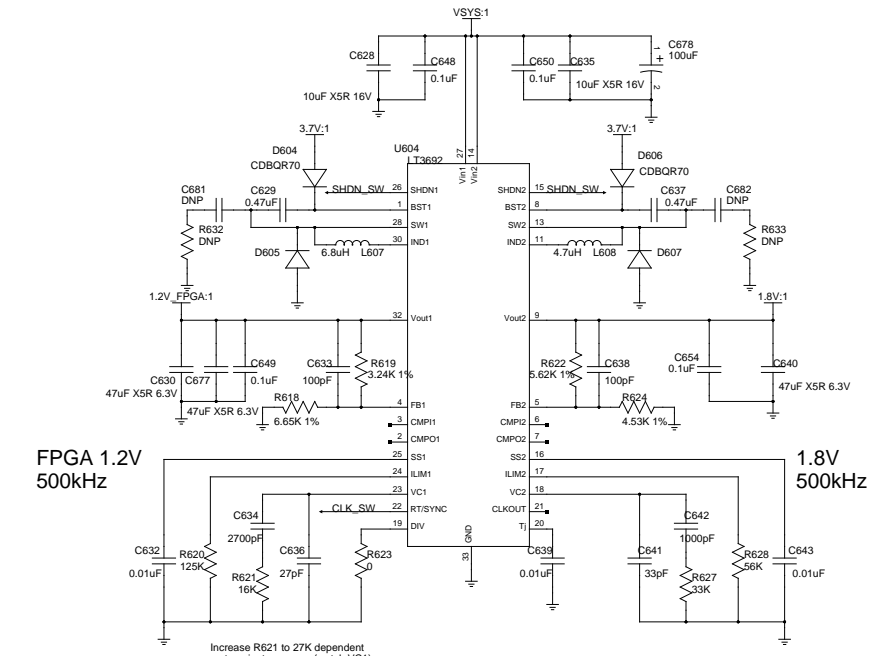 VSYS:1
C628
10uF X5R 16V
C648
0.1uF
C650
0.1uF
C635
10uF X5R 16V
C678
100uF
1
+
2
3.7V:1
3.7V:1
D604
CDBQR70
U604
LT3692
27
14
Vin1
Vin2
D606
CDBQR70
C681
DNP
C629
0.47uF
SHDN_SW
26
SHDN1
SHDN2
15
SHDN_SW
C637
0.47uF
C682
DNP
1
BST1
BST2
8
R632
DNP
28
SW1
SW2
13
R633
DNP
D605
6.8uH
L607
30
IND1
IND2
11
4.7uH
L608
D607
1.2V_FPGA:1
1.8V:1
32
Vout1
Vout2
9
C630
47uF X5R 6.3V
C677
47uF X5R 6.3V
C649
0.1uF
C633
100pF
R619
3.24K 1%
R622
5.62K 1%
C638
100pF
C654
0.1uF
C640
47uF X5R 6.3V
R618
6.65K 1%
4
FB1
FB2
5
R624
4.53K 1%
3
CMPI1
CMPI2
6
2
CMPO1
CMPO2
7
FPGA 1.2V
500kHz
1.8V
500kHz
25
SS1
SS2
16
24
ILIM1
ILIM2
17
23
VC1
VC2
18
CLK_SW
22
RT/SYNC
CLKOUT
21
19
DIV
Tj
20
GND
33
C632
0.01uF
R620
125K
C634
2700pF
R621
16K
C636
27pF
R623
0
C639
0.01uF
C641
33pF
C642
1000pF
R627
33K
R628
56K
C643
0.01uF
Increase R621 to 27K dependent